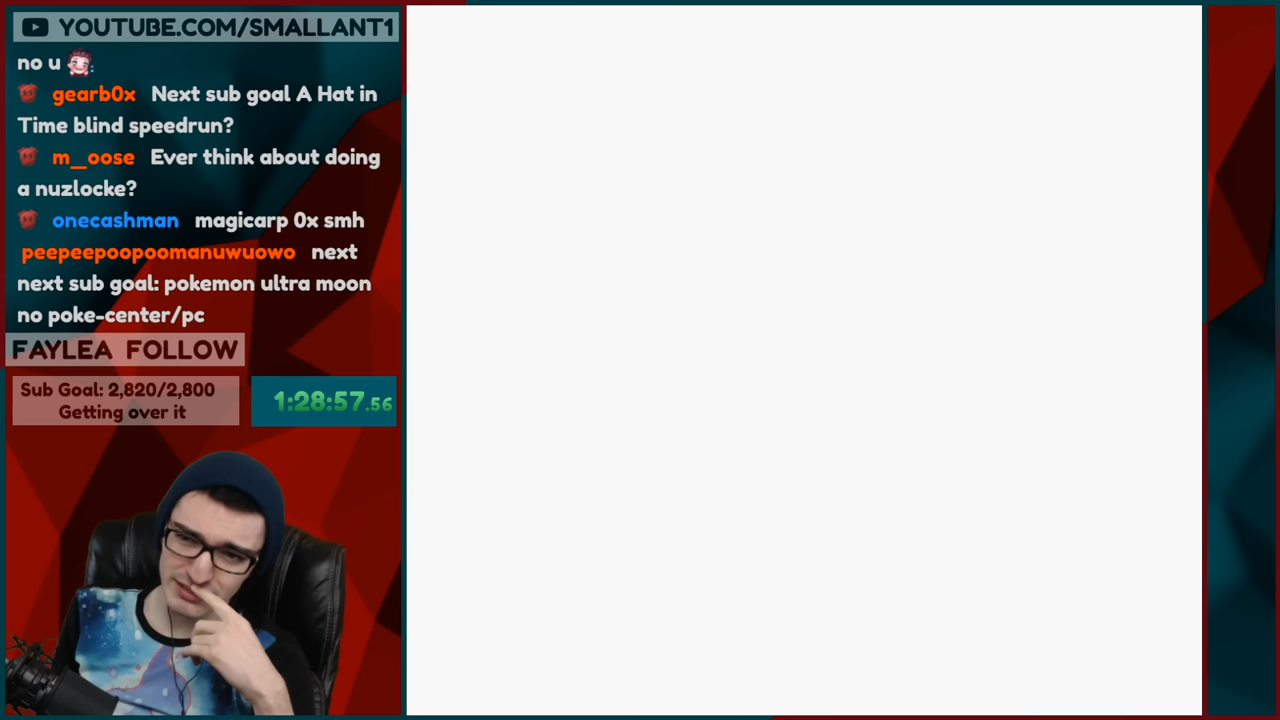 YOUTUBE.COM/SMALLANT1
no u
gearb0x Next sub goal A Hat in
Time blind speedrun?
m_oose Ever think about doing
a nuzlocke?
onecashman magicarp 0x smh
peepeepoopoomanuwuowo next
next sub goal: pokemon ultra moon
no poke-center/pc
FAYLEA FOLLOW
Sub Goal: 2,820/2,800
Getting over it
1:28:57.56